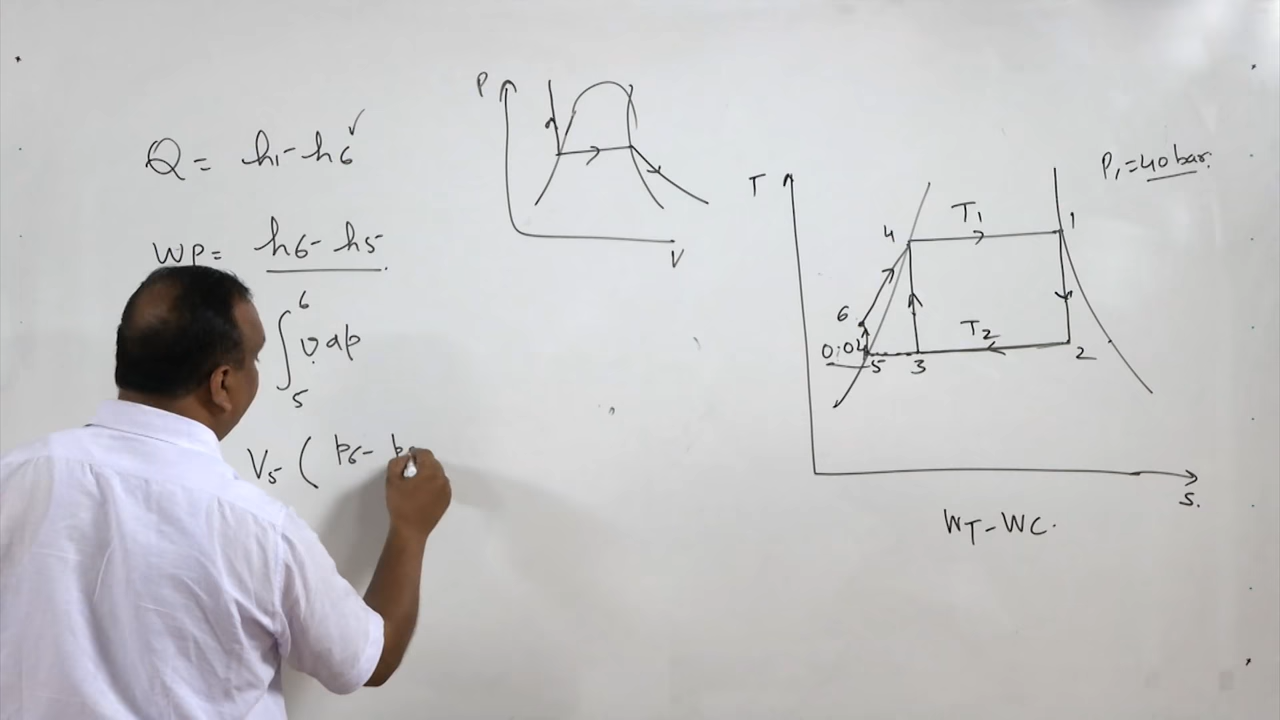 Q = h1 - h6 ✓
WP = h6 - h5
∫ 6 5 v dp
V5 ( p6 - p
P
V
P1 = 40 bar.
T
T1
4
1
6
T2
0.04
5
3
2
S.
WT - WC.